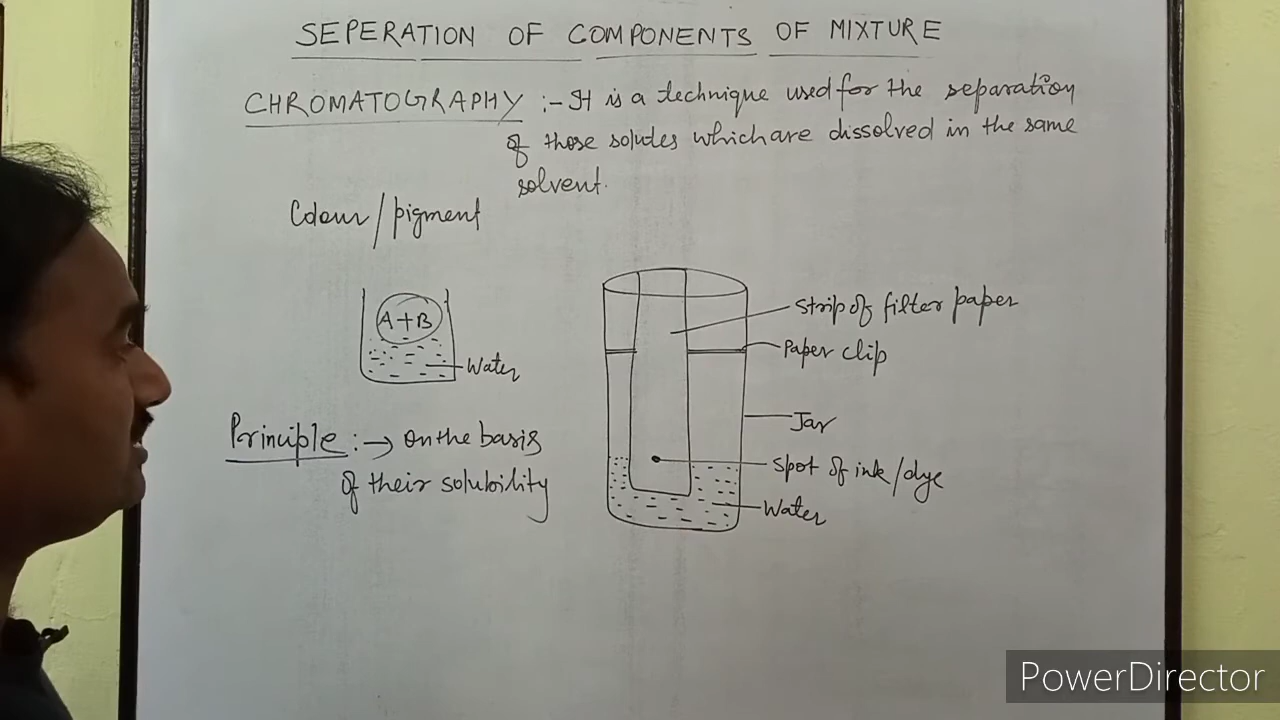 SEPERATION OF COMPONENTS OF MIXTURE
CHROMATOGRAPHY :- It is a technique used for the separation
of those solutes which are dissolved in the same
solvent.
Colour/pigment
A+B
Water
Strip of filter paper
Paper clip
Jar
Spot of ink/dye
Water
Principle :→ On the basis
of their solubility
PowerDirector